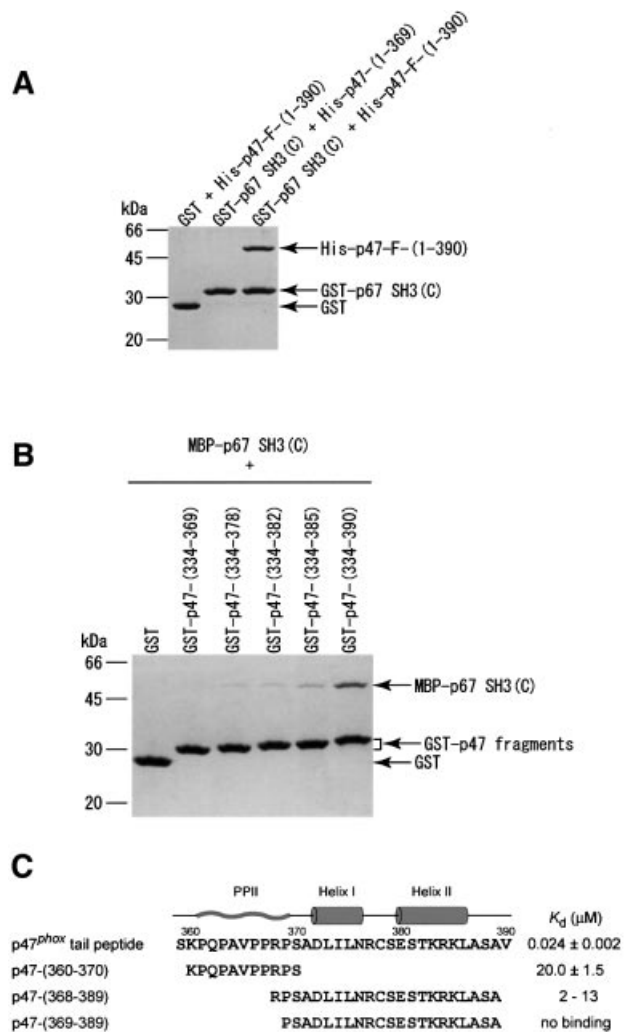 A
GST + His-p47-F-(1-390)
GST-p67 SH3(C) + His-p47-(1-369)
GST-p67 SH3(C) + His-p47-F-(1-390)
kDa
66
45
30
20
His-p47-F-(1-390)
GST-p67 SH3(C)
GST
B
MBP-p67 SH3(C)
+
GST
GST-p47-(334-369)
GST-p47-(334-378)
GST-p47-(334-382)
GST-p47-(334-385)
GST-p47-(334-390)
kDa
66
45
30
20
MBP-p67 SH3(C)
GST-p47 fragments
GST
C
PPII Helix I Helix II
360 370 380 390 Kd (μM)
p47phox tail peptide SKPQPAVPPRPSADLILNRCSESTKRKLASAV 0.024 ± 0.002
p47-(360-370) KPQPAVPPRPS 20.0 ± 1.5
p47-(368-389) RPSADLILNRCSESTKRKLASA 2 - 13
p47-(369-389) PSADLILNRCSESTKRKLASA no binding